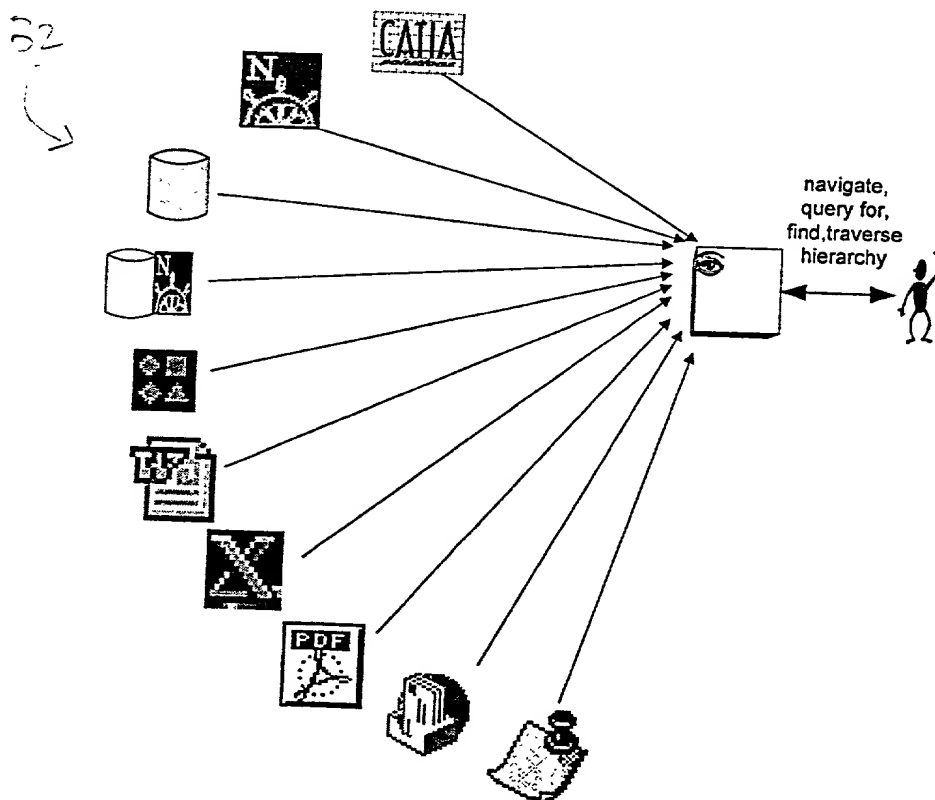 52
CATIA
N
navigate,
query for,
find,traverse
hierarchy
N
PDF